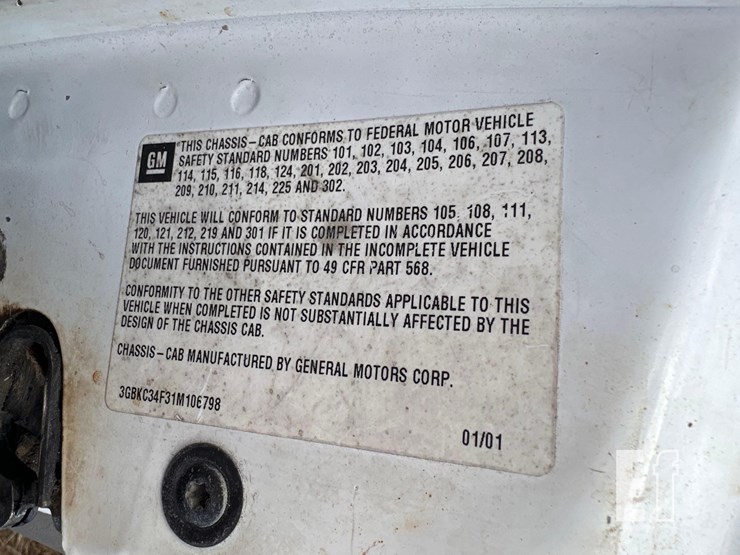 GM
THIS CHASSIS-CAB CONFORMS TO FEDERAL MOTOR VEHICLE
SAFETY STANDARD NUMBERS 101, 102, 103, 104, 106, 107, 113,
114, 115, 116, 118, 124, 201, 202, 203, 204, 205, 206, 207, 208,
209, 210, 211, 214, 225 AND 302.
THIS VEHICLE WILL CONFORM TO STANDARD NUMBERS 105, 108, 111,
120, 121, 212, 219 AND 301 IF IT IS COMPLETED IN ACCORDANCE
WITH THE INSTRUCTIONS CONTAINED IN THE INCOMPLETE VEHICLE
DOCUMENT FURNISHED PURSUANT TO 49 CFR PART 568.
CONFORMITY TO THE OTHER SAFETY STANDARDS APPLICABLE TO THIS
VEHICLE WHEN COMPLETED IS NOT SUBSTANTIALLY AFFECTED BY THE
DESIGN OF THE CHASSIS CAB.
CHASSIS-CAB MANUFACTURED BY GENERAL MOTORS CORP.
3GBKC34F31M106798
01/01